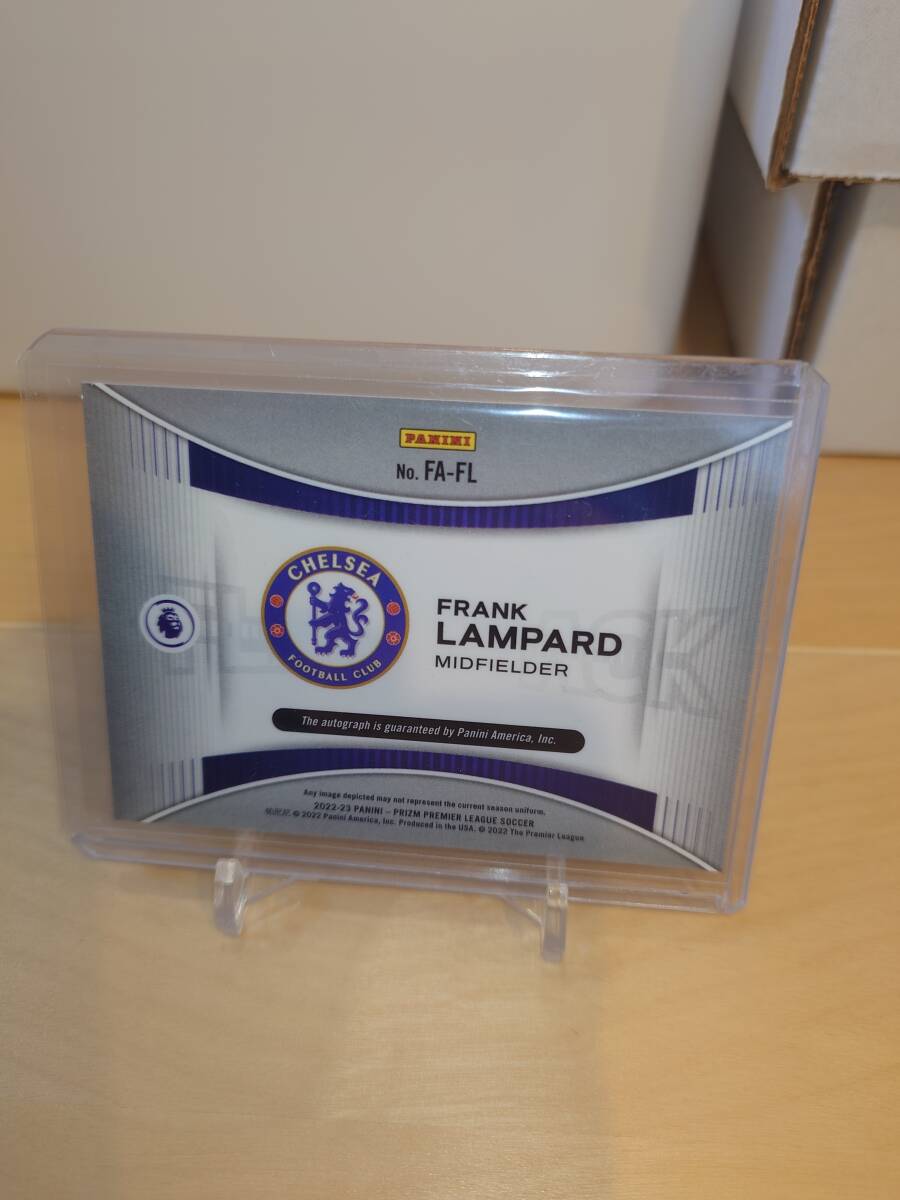 PANINI
No. FA-FL
CHELSEA
FOOTBALL CLUB
FRANK
LAMPARD
MIDFIELDER
The autograph is guaranteed by Panini America, Inc.
Any image depicted may not represent the current season uniform.
2022-23 PANINI – PRIZM PREMIER LEAGUE SOCCER
© 2022 Panini America, Inc. Produced in the USA. © 2022 The Premier League